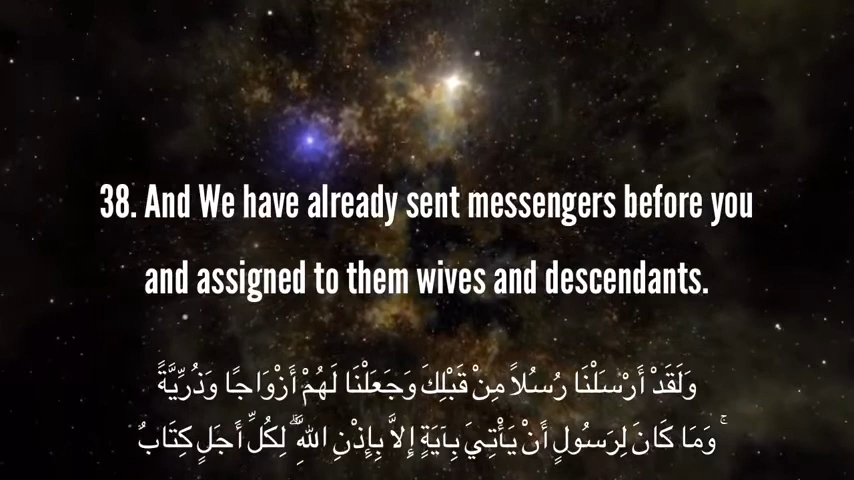 38. And We have already sent messengers before you
and assigned to them wives and descendants.
وَلَقَدْ أَرْسَلْنَا رُسُلاً مِنْ قَبْلِكَ وَجَعَلْنَا لَهُمْ أَزْوَاجًا وَذُرِّيَّةً
ۚ وَمَا كَانَ لِرَسُولٍ أَنْ يَأْتِيَ بِآيَةٍ إِلاَّ بِإِذْنِ اللَّهِ ۗ لِكُلِّ أَجَلٍ كِتَابٌ